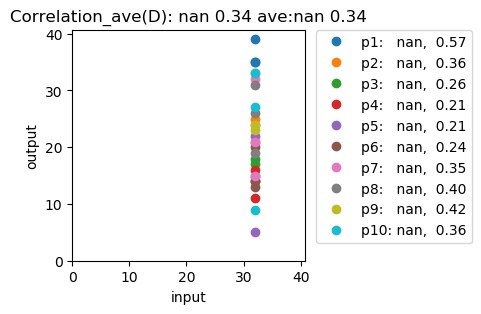 Correlation_ave(D): nan 0.34 ave:nan 0.34
40
30
20
10
0
output
0 10 20 30 40
input
p1: nan, 0.57
p2: nan, 0.36
p3: nan, 0.26
p4: nan, 0.21
p5: nan, 0.21
p6: nan, 0.24
p7: nan, 0.35
p8: nan, 0.40
p9: nan, 0.42
p10: nan, 0.36